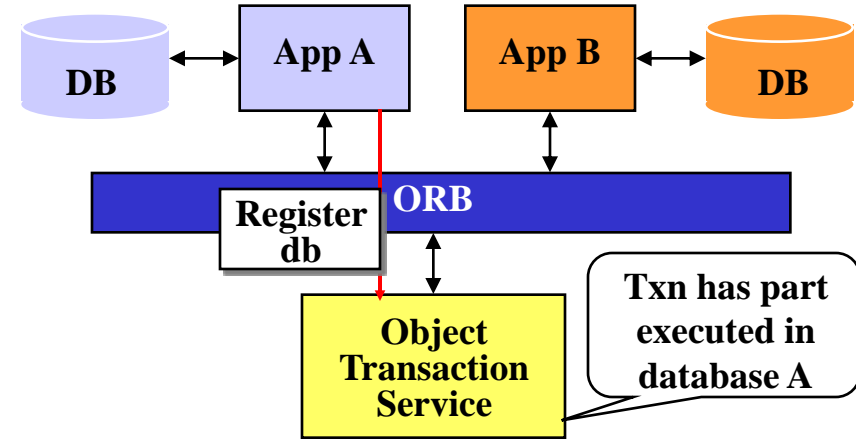 DB
App A
App B
DB
ORB
Register
db
Object
Transaction
Service
Txn has part
executed in
database A